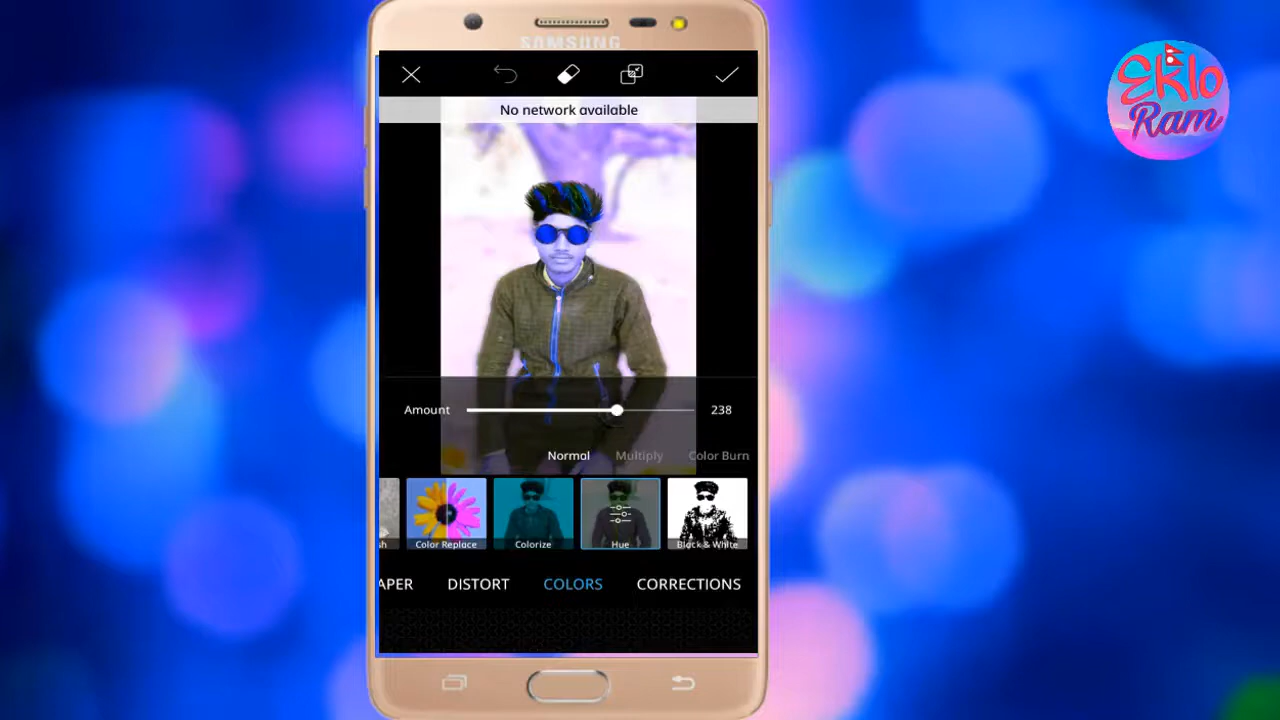 SAMSUNG
No network available
Amount 238
Normal Multiply Color Burn
sh Color Replace Colorize Hue Black & White
APER DISTORT COLORS CORRECTIONS
Eklo
Ram